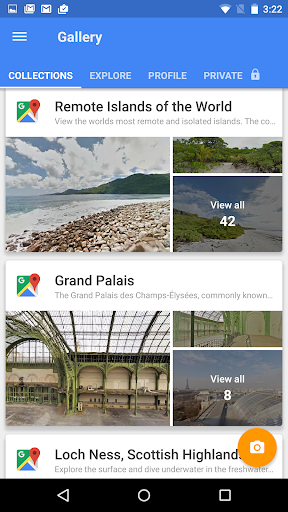 3:22
Gallery
COLLECTIONS EXPLORE PROFILE PRIVATE
Remote Islands of the World
View the worlds most remote and isolated islands. The co...
View all
42
Grand Palais
The Grand Palais des Champs-Élysées, commonly known...
View all
8
Loch Ness, Scottish Highlands
Explore the surface and dive underwater in the freshwater...